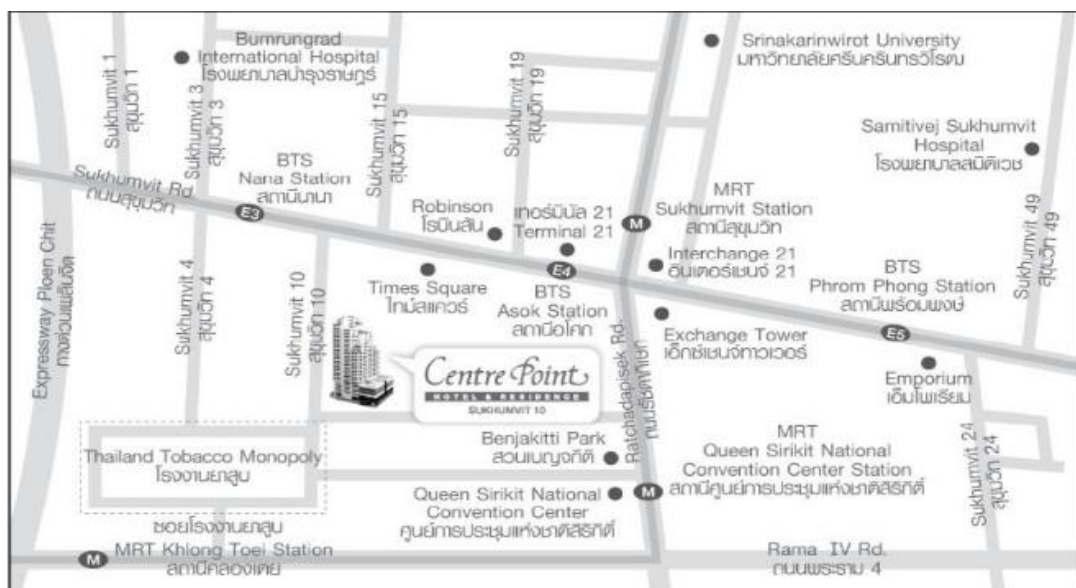 Bumrungrad
International Hospital
โรงพยาบาลบำรุงราษฎร์
Srinakarinwirot University
มหาวิทยาลัยศรีนครินทรวิโรฒ
Sukhumvit 1
สุขุมวิท 1
Sukhumvit 3
สุขุมวิท 3
Sukhumvit 15
สุขุมวิท 15
Sukhumvit 19
สุขุมวิท 19
Samitivej Sukhumvit
Hospital
โรงพยาบาลสมิติเวช
Sukhumvit Rd.
ถนนสุขุมวิท
BTS
Nana Station
สถานีนานา
E3
Robinson
โรบินสัน
เทอร์มินัล 21
Terminal 21
MRT
Sukhumvit Station
สถานีสุขุมวิท
M
Sukhumvit 49
สุขุมวิท 49
Interchange 21
อินเตอร์เชนจ์ 21
Expressway Ploen Chit
ทางด่วนเพลินจิต
Sukhumvit 4
สุขุมวิท 4
Sukhumvit 10
สุขุมวิท 10
Times Square
ไทม์สแควร์
E4
BTS
Asok Station
สถานีอโศก
BTS
Phrom Phong Station
สถานีพร้อมพงษ์
E5
Exchange Tower
เอ็กซ์เชนจ์ทาวเวอร์
Emporium
เอ็มโพเรียม
Centre Point
HOTEL & RESIDENCE
SUKHUMVIT 10
Ratchadapisek Rd.
ถนนรัชดาภิเษก
Thailand Tobacco Monopoly
โรงงานยาสูบ
Benjakitti Park
สวนเบญจกิติ
MRT
Queen Sirikit National
Convention Center Station
สถานีศูนย์การประชุมแห่งชาติสิริกิติ์
Sukhumvit 24
สุขุมวิท 24
Queen Sirikit National
Convention Center
ศูนย์การประชุมแห่งชาติสิริกิติ์
M
ซอยโรงงานยาสูบ
M
MRT Khlong Toei Station
สถานีคลองเตย
Rama IV Rd.
ถนนพระราม 4